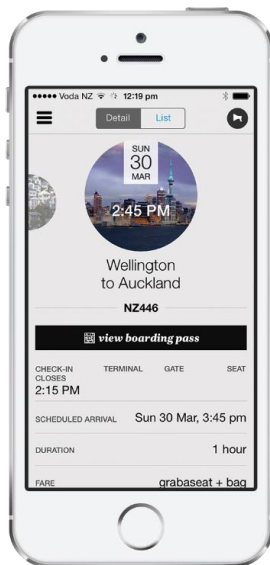 Voda NZ 12:19 pm
Detail List
SUN
30
MAR
2:45 PM
Wellington
to Auckland
NZ446
view boarding pass
CHECK-IN
CLOSES TERMINAL GATE SEAT
2:15 PM
SCHEDULED ARRIVAL Sun 30 Mar, 3:45 pm
DURATION 1 hour
FARE grabaseat + bag